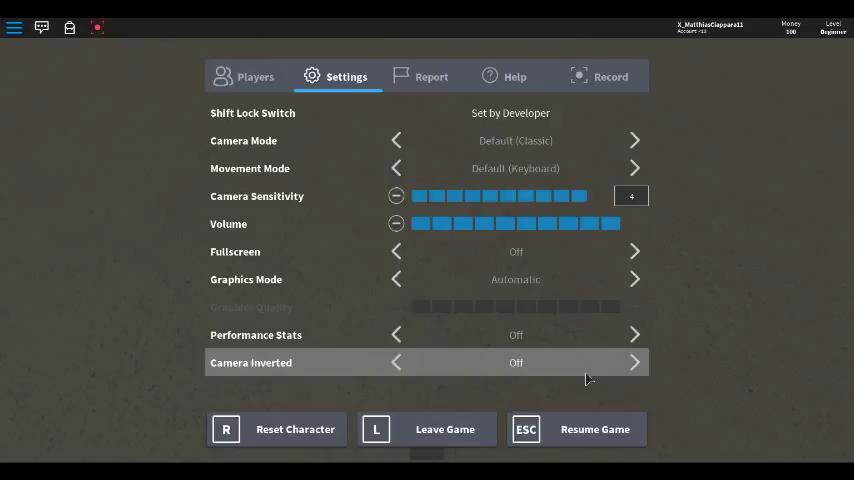 X_MatthiasCiappara11
Account <13
Money
100
Level
Beginner
Players
Settings
Report
Help
Record
Shift Lock Switch
Set by Developer
Camera Mode
Default (Classic)
Movement Mode
Default (Keyboard)
Camera Sensitivity
4
Volume
Fullscreen
Off
Graphics Mode
Automatic
Graphics Quality
Performance Stats
Off
Camera Inverted
Off
R
Reset Character
L
Leave Game
ESC
Resume Game